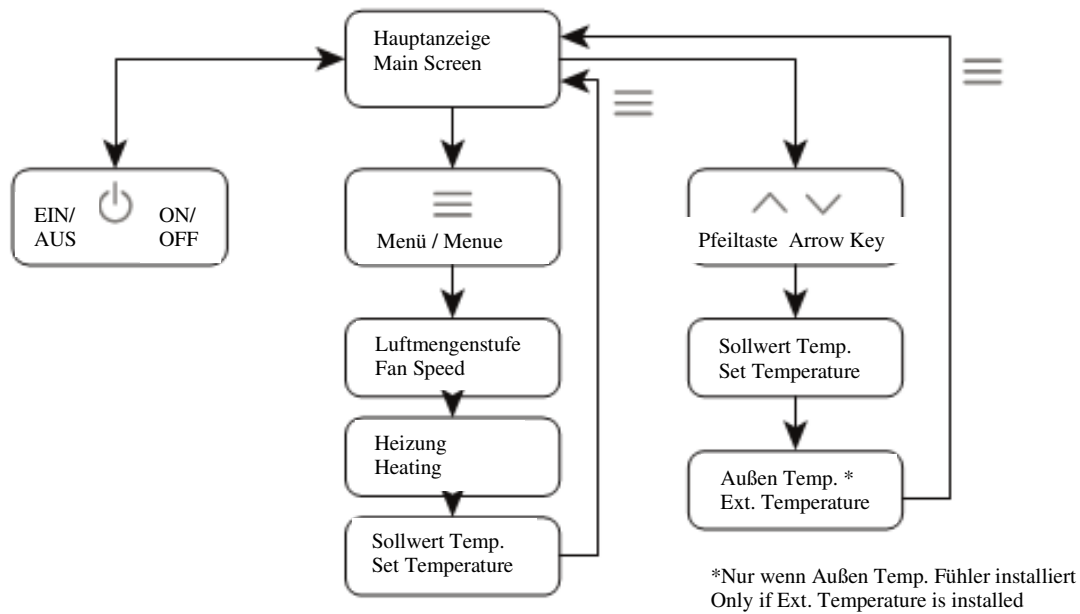 Hauptanzeige
Main Screen
EIN/
AUS
ON/
OFF
Menü / Menue
Pfeiltaste Arrow Key
Luftmengenstufe
Fan Speed
Sollwert Temp.
Set Temperature
Heizung
Heating
Außen Temp. *
Ext. Temperature
Sollwert Temp.
Set Temperature
*Nur wenn Außen Temp. Fühler installiert
Only if Ext. Temperature is installed